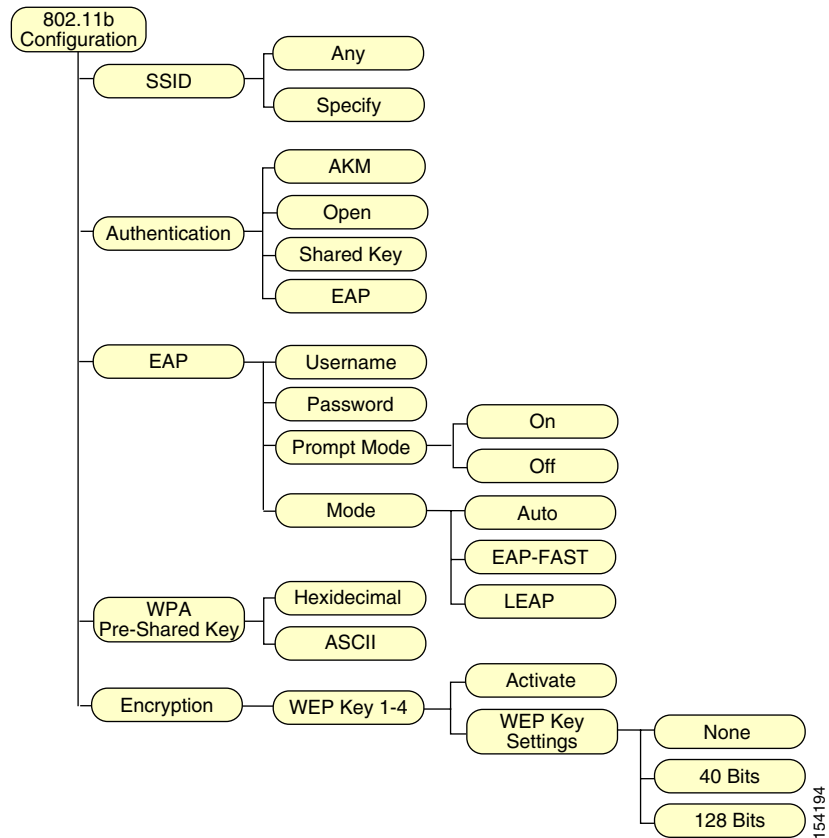 802.11b
Configuration
SSID
Any
Specify
Authentication
AKM
Open
Shared Key
EAP
EAP
Username
Password
Prompt Mode
On
Off
Mode
Auto
EAP-FAST
LEAP
WPA
Pre-Shared Key
Hexidecimal
ASCII
Encryption
WEP Key 1-4
Activate
WEP Key
Settings
None
40 Bits
128 Bits
154194